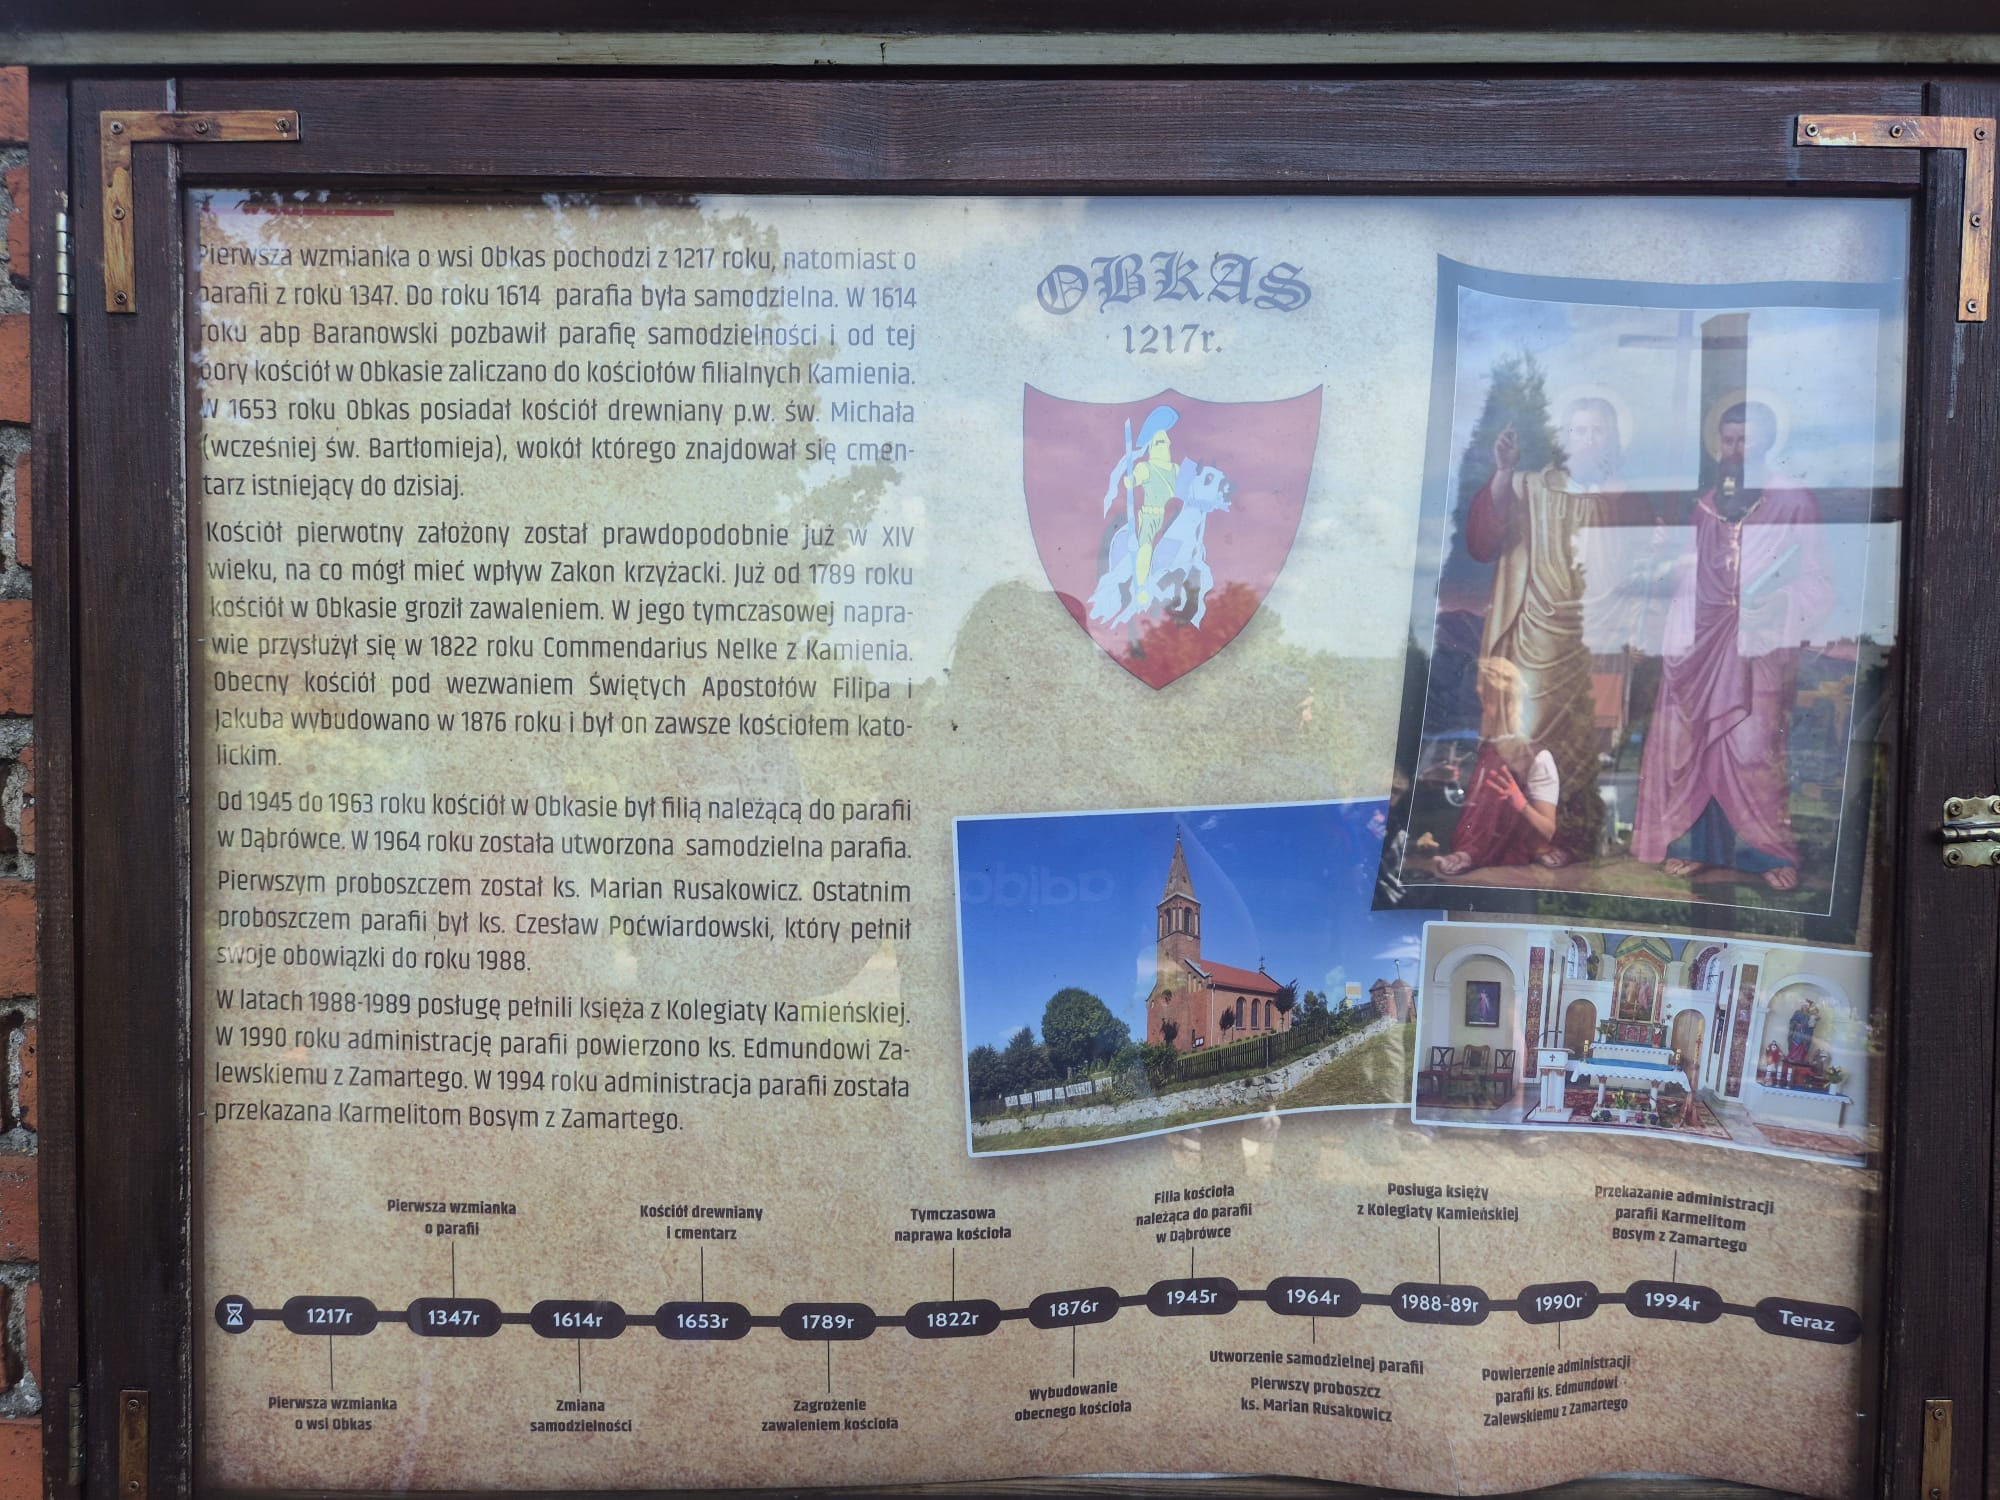 Pierwsza wzmianka o wsi Obkas pochodzi z 1217 roku, natomiast o
parafii z roku 1347. Do roku 1614 parafia była samodzielna. W 1614
roku abp Baranowski pozbawił parafię samodzielności i od tej
pory kościół w Obkasie zaliczano do kościołów filialnych Kamienia.
W 1653 roku Obkas posiadał kościół drewniany p.w. św. Michała
(wcześniej św. Bartłomieja), wokół którego znajdował się cmen-
tarz istniejący do dzisiaj.
Kościół pierwotny założony został prawdopodobnie już w XIV
wieku, na co mógł mieć wpływ Zakon krzyżacki. Już od 1789 roku
kościół w Obkasie groził zawaleniem. W jego tymczasowej napra-
wie przysłużył się w 1822 roku Commendarius Nelke z Kamienia.
Obecny kościół pod wezwaniem Świętych Apostołów Filipa i
Jakuba wybudowano w 1876 roku i był on zawsze kościołem kato-
lickim.
Od 1945 do 1963 roku kościół w Obkasie był filią należącą do parafii
w Dąbrówce. W 1964 roku została utworzona samodzielna parafia.
Pierwszym proboszczem został ks. Marian Rusakowicz. Ostatnim
proboszczem parafii był ks. Czesław Poćwiardowski, który pełnił
swoje obowiązki do roku 1988.
W latach 1988-1989 posługę pełnili księża z Kolegiaty Kamieńskiej.
W 1990 roku administrację parafii powierzono ks. Edmundowi Za-
lewskiemu z Zamartego. W 1994 roku administracja parafii została
przekazana Karmelitom Bosym z Zamartego.
OBKAS
1217r.
adidas
Pierwsza wzmianka
o parafii
Kościół drewniany
i cmentarz
Tymczasowa
naprawa kościoła
Filia kościoła
należąca do parafii
w Dąbrówce
Posługa księży
z Kolegiaty Kamieńskiej
Przekazanie administracji
parafii Karmelitom
Bosym z Zamartego
1217r
1347r
1614r
1653r
1789r
1822r
1876r
1945r
1964r
1988-89r
1990r
1994r
Teraz
Pierwsza wzmianka
o wsi Obkas
Zmiana
samodzielności
Zagrożenie
zawaleniem kościoła
Wybudowanie
obecnego kościoła
Utworzenie samodzielnej parafii
Pierwszy proboszcz
ks. Marian Rusakowicz
Powierzenie administracji
parafii ks. Edmundowi
Zalewskiemu z Zamartego